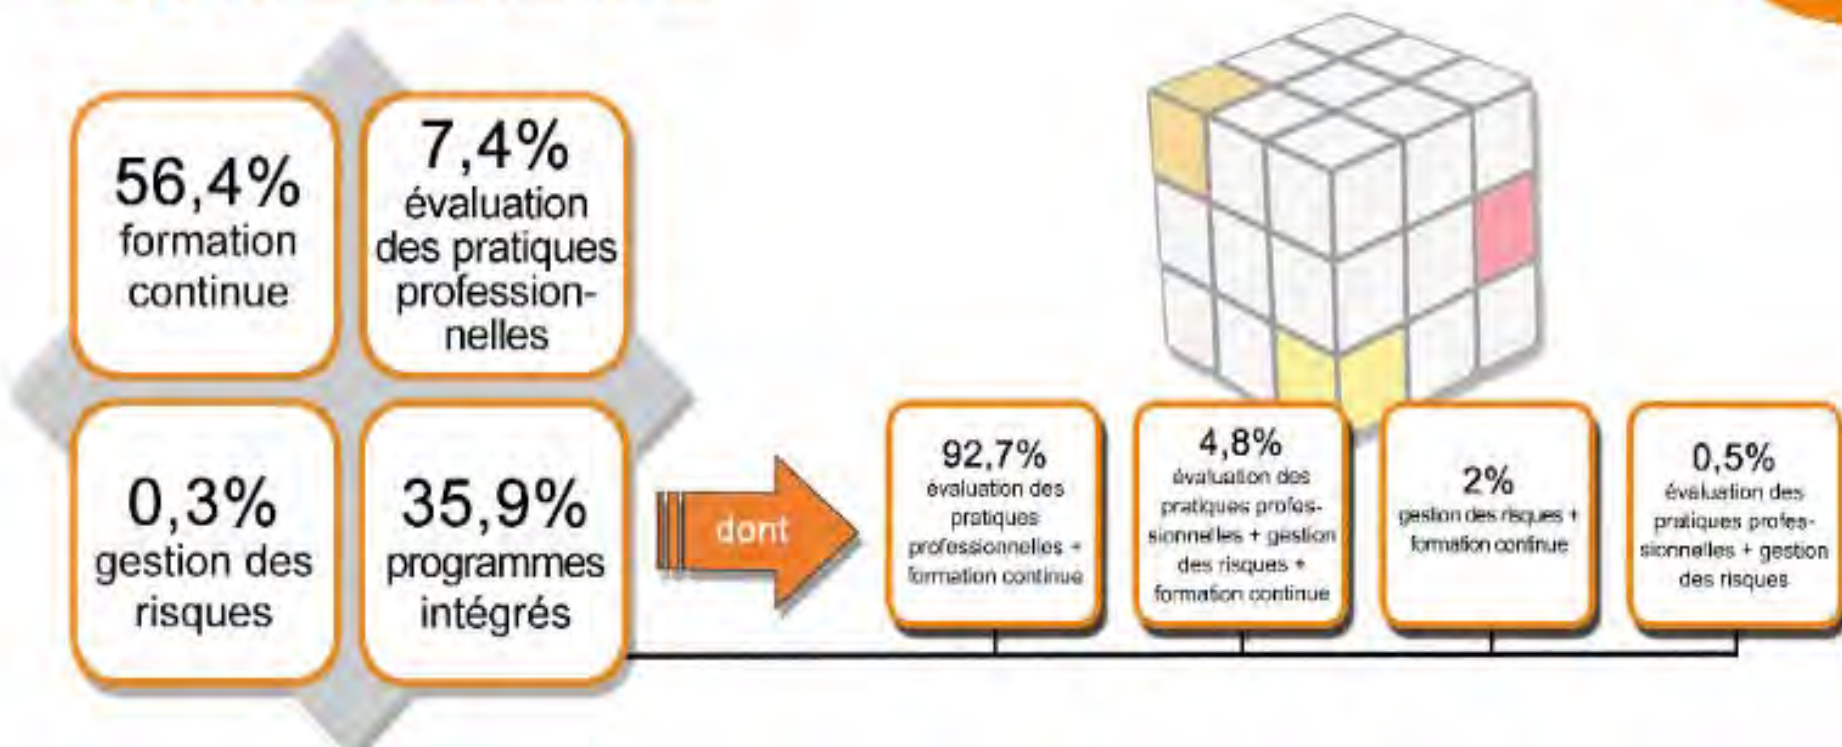 56,4%
formation
continue
7,4%
évaluation
des pratiques
profession-
nelles
0,3%
gestion des
risques
35,9%
programmes
intégrés
dont
92,7%
évaluation des
pratiques
professionnelles +
formation continue
4,8%
évaluation des
pratiques profes-
sionnelles + gestion
des risques +
formation continue
2%
gestion des risques +
formation continue
0,5%
évaluation des
pratiques profes-
sionnelles + gestion
des risques